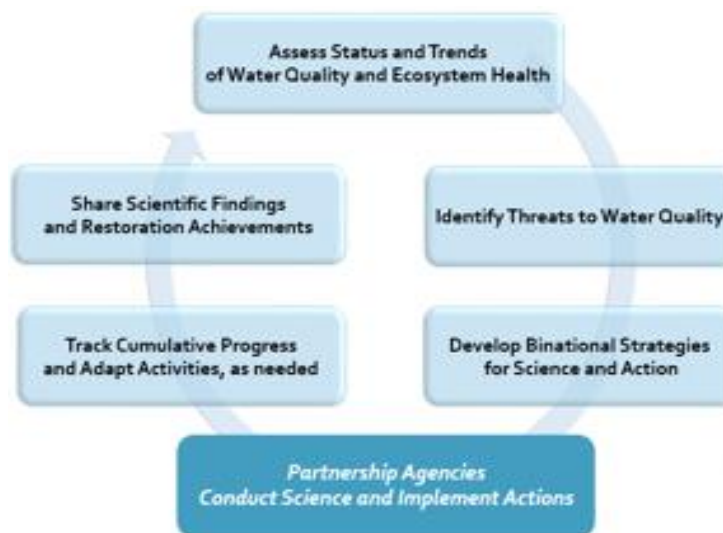 Assess Status and Trends
of Water Quality and Ecosystem Health
Share Scientific Findings
and Restoration Achievements
Identify Threats to Water Quality
Track Cumulative Progress
and Adapt Activities, as needed
Develop Binational Strategies
for Science and Action
Partnership Agencies
Conduct Science and Implement Actions